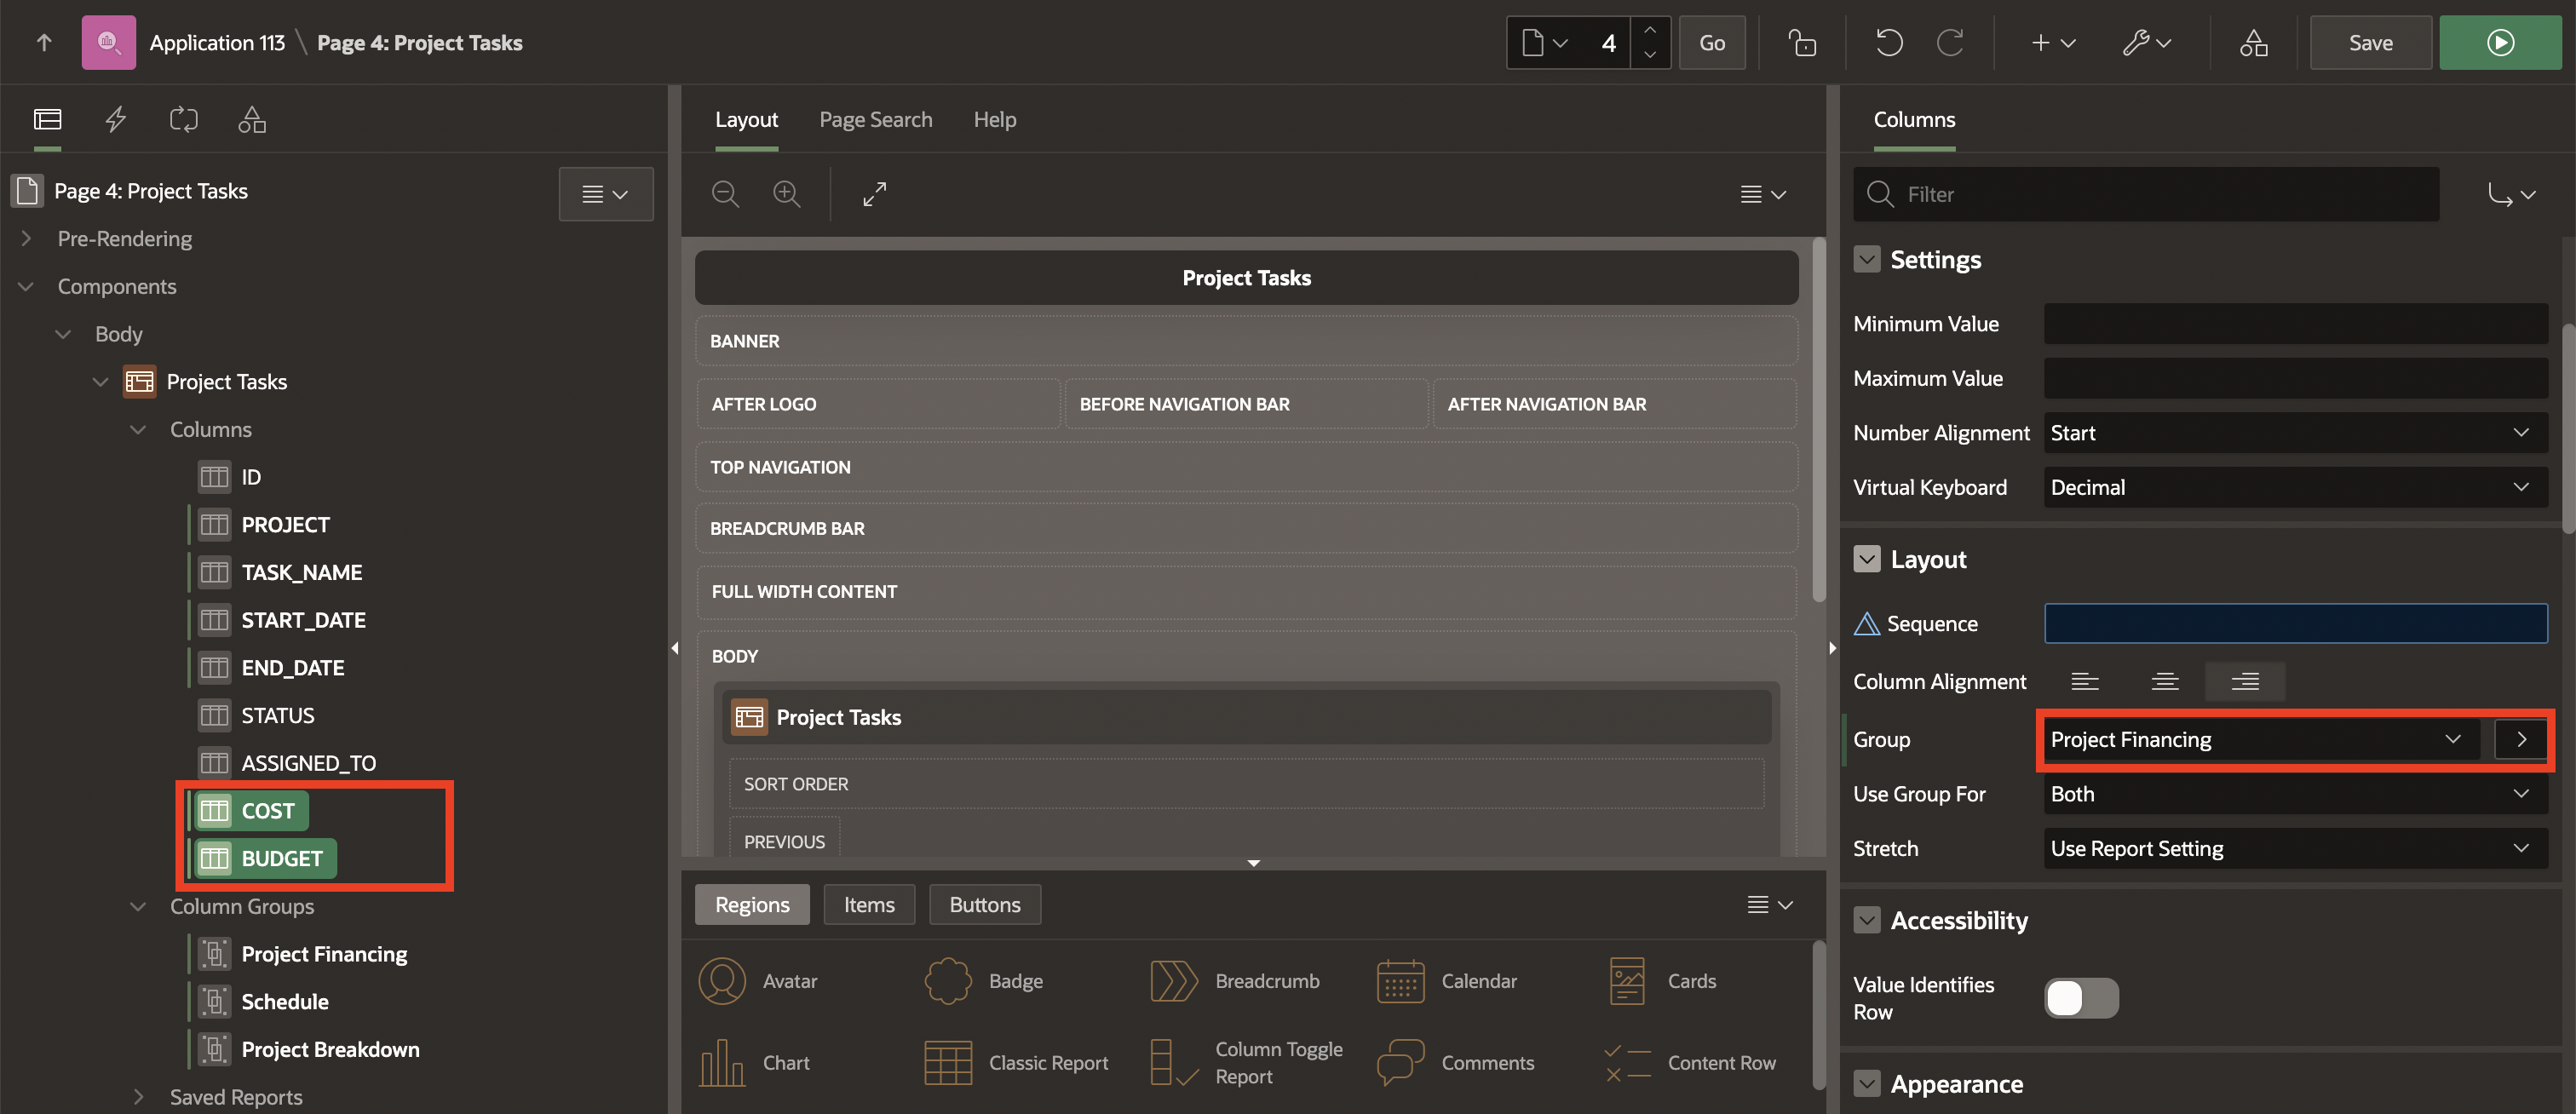 Application 113 \ Page 4: Project Tasks
4
Go
Save
Page 4: Project Tasks
Pre-Rendering
Components
Body
Project Tasks
Columns
ID
PROJECT
TASK_NAME
START_DATE
END_DATE
STATUS
ASSIGNED_TO
COST
BUDGET
Column Groups
Project Financing
Schedule
Project Breakdown
Saved Reports
Layout
Page Search
Help
Project Tasks
BANNER
AFTER LOGO
BEFORE NAVIGATION BAR
AFTER NAVIGATION BAR
TOP NAVIGATION
BREADCRUMB BAR
FULL WIDTH CONTENT
BODY
Project Tasks
SORT ORDER
PREVIOUS
Regions
Items
Buttons
Avatar
Badge
Breadcrumb
Calendar
Cards
Chart
Classic Report
Column Toggle
Report
Comments
Content Row
Columns
Filter
Settings
Minimum Value
Maximum Value
Number Alignment Start
Virtual Keyboard Decimal
Layout
Sequence
Column Alignment
Group Project Financing
Use Group For Both
Stretch Use Report Setting
Accessibility
Value Identifies
Row
Appearance